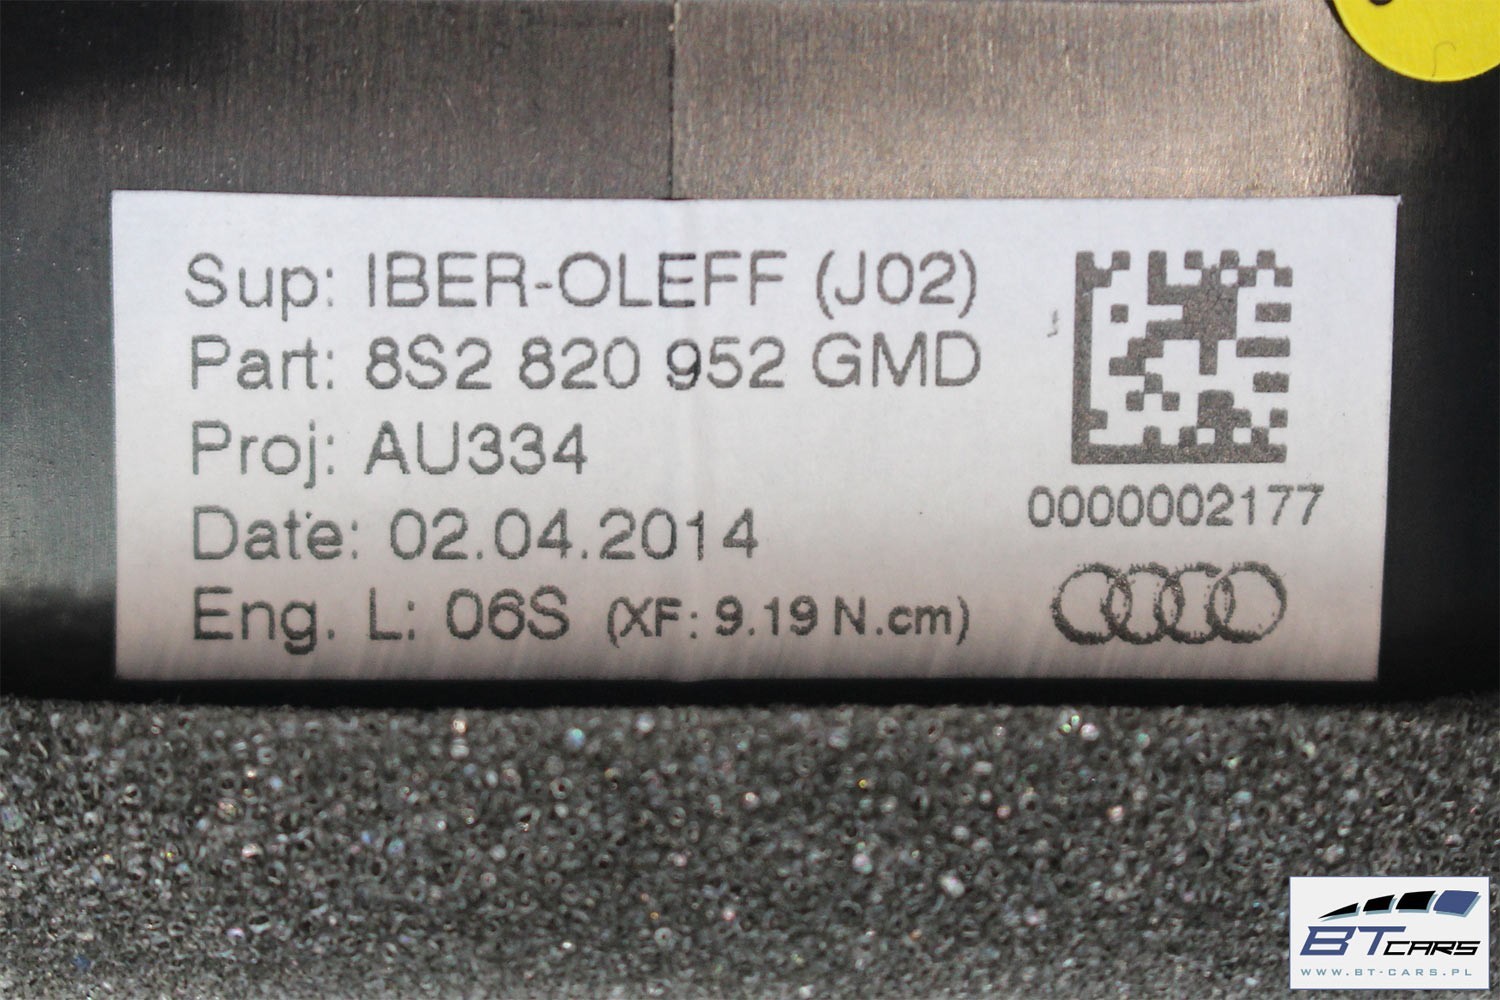 Sup: IBER-OLEFF (J02)
Part: 8S2 820 952 GMD
Proj: AU334
Date: 02.04.2014
Eng. L: 06S (XF: 9.19 N.cm)
0000002177
BTCARS
WWW.BT-CARS.PL